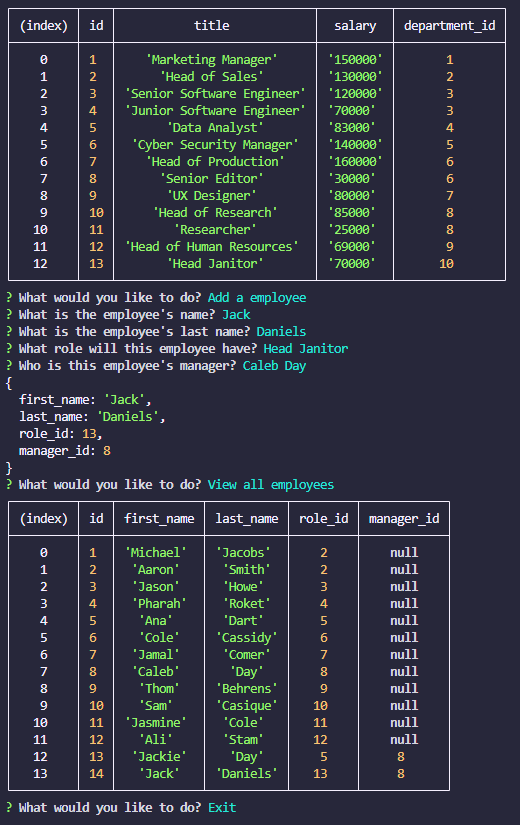 (index) id title salary department_id
0 1 'Marketing Manager' '150000' 1
1 2 'Head of Sales' '130000' 2
2 3 'Senior Software Engineer' '120000' 3
3 4 'Junior Software Engineer' '70000' 3
4 5 'Data Analyst' '83000' 4
5 6 'Cyber Security Manager' '140000' 5
6 7 'Head of Production' '160000' 6
7 8 'Senior Editor' '30000' 6
8 9 'UX Designer' '80000' 7
9 10 'Head of Research' '85000' 8
10 11 'Researcher' '25000' 8
11 12 'Head of Human Resources' '69000' 9
12 13 'Head Janitor' '70000' 10
? What would you like to do? Add a employee
? What is the employee's name? Jack
? What is the employee's last name? Daniels
? What role will this employee have? Head Janitor
? Who is this employee's manager? Caleb Day
{
first_name: 'Jack',
last_name: 'Daniels',
role_id: 13,
manager_id: 8
}
? What would you like to do? View all employees
(index) id first_name last_name role_id manager_id
0 1 'Michael' 'Jacobs' 2 null
1 2 'Aaron' 'Smith' 2 null
2 3 'Jason' 'Howe' 3 null
3 4 'Pharah' 'Roket' 4 null
4 5 'Ana' 'Dart' 5 null
5 6 'Cole' 'Cassidy' 6 null
6 7 'Jamal' 'Comer' 7 null
7 8 'Caleb' 'Day' 8 null
8 9 'Thom' 'Behrens' 9 null
9 10 'Sam' 'Casique' 10 null
10 11 'Jasmine' 'Cole' 11 null
11 12 'Ali' 'Stam' 12 null
12 13 'Jackie' 'Day' 5 8
13 14 'Jack' 'Daniels' 13 8
? What would you like to do? Exit